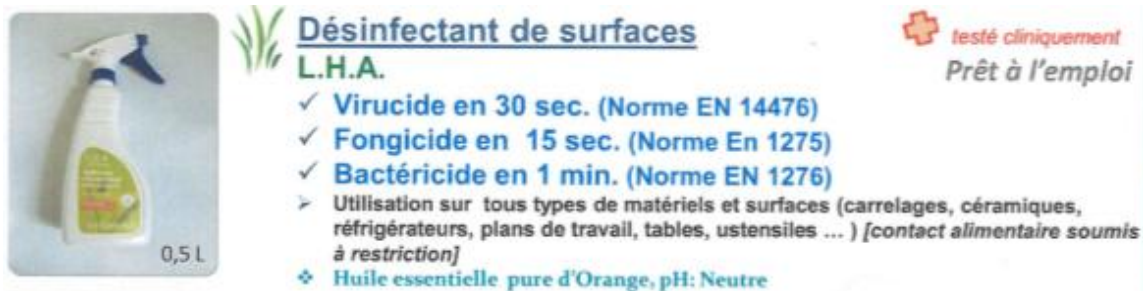 Désinfectant de surfaces
testé cliniquement
L.H.A.
Prêt à l'emploi
Virucide en 30 sec. (Norme EN 14476)
Fongicide en 15 sec. (Norme En 1275)
Bactéricide en 1 min. (Norme EN 1276)
Utilisation sur tous types de matériels et surfaces (carrelages, céramiques,
réfrigérateurs, plans de travail, tables, ustensiles ... ) [contact alimentaire soumis
à restriction]
Huile essentielle pure d'Orange, pH: Neutre
0,5 L